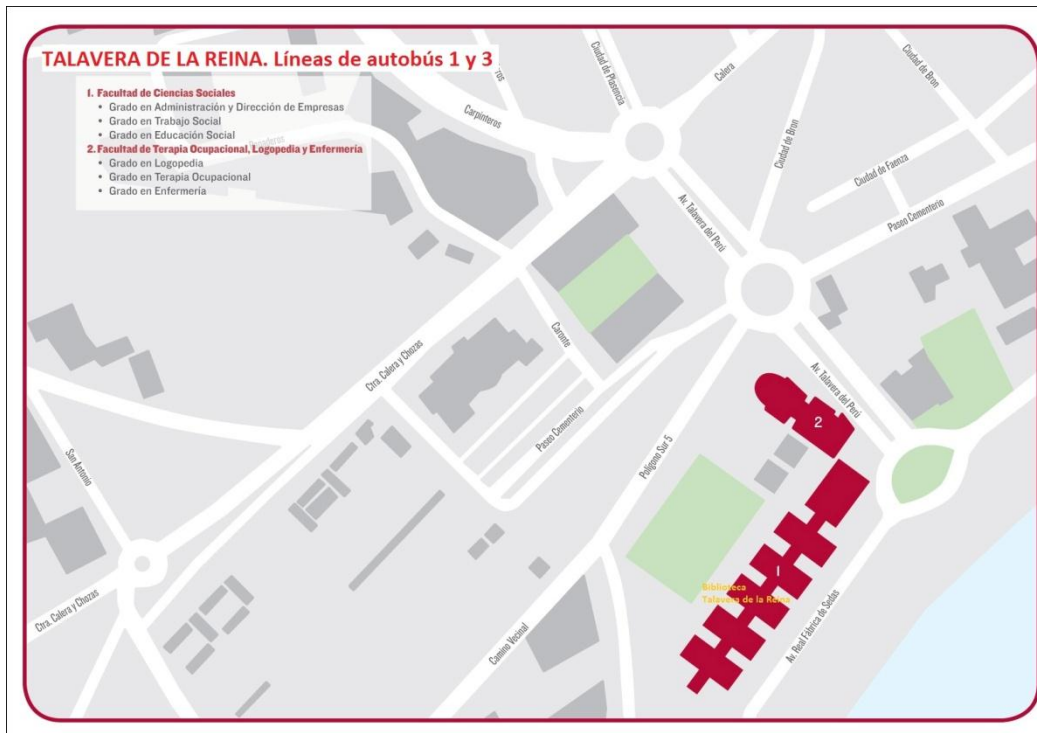 TALAVERA DE LA REINA. Líneas de autobús 1 y 3
1. Facultad de Ciencias Sociales
• Grado en Administración y Dirección de Empresas
• Grado en Trabajo Social
• Grado en Educación Social
2. Facultad de Terapia Ocupacional, Logopedia y Enfermería
• Grado en Logopedia
• Grado en Terapia Ocupacional
• Grado en Enfermería
Carpinteros
Ciudad de Plasencia
Calera
Ciudad de Bron
Ciudad de Bron
Ciudad de Faenza
Paseo Cementerio
Av. Talavera del Perú
Caronte
Ctra. Calera y Chozas
Av. Talavera del Perú
2
Paseo Cementerio
Polígono Sur 5
San Antonio
1
Biblioteca
Talavera de la Reina
Ctra. Calera y Chozas
Camino Vecinal
Av. Real Fábrica de Sedas